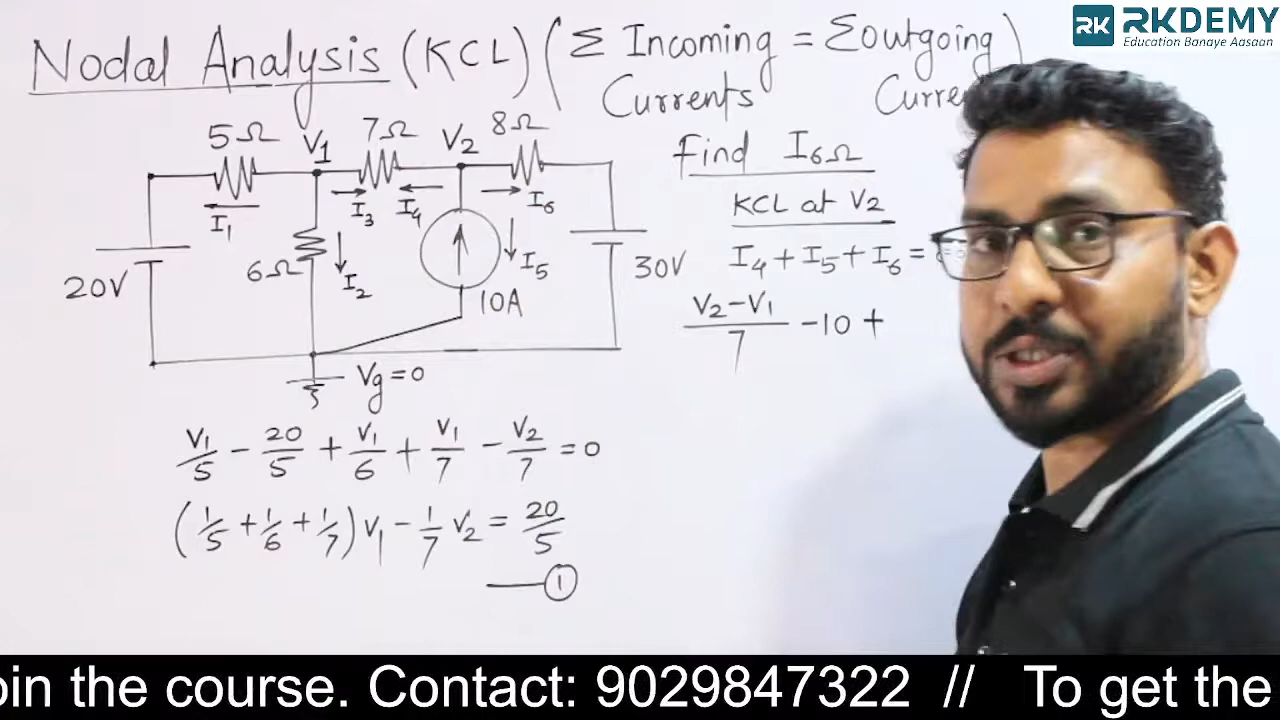 RK RKDEMY
Education Banaye Aasaan
Nodal Analysis (KCL) (Σ Incoming = Σoutgoing)
Currents Curre
5Ω V1 7Ω V2 8Ω
I1 I3 I4 I6
20V 6Ω I2 10A I5 30V
Vg=0
Find I6Ω
KCL at V2
I4+I5+I6=
V2-V1/7 -10 +
V1/5 - 20/5 + V1/6 + V1/7 - V2/7 = 0
(1/5 + 1/6 + 1/7) V1 - 1/7 V2 = 20/5
1
oin the course. Contact: 9029847322 // To get the